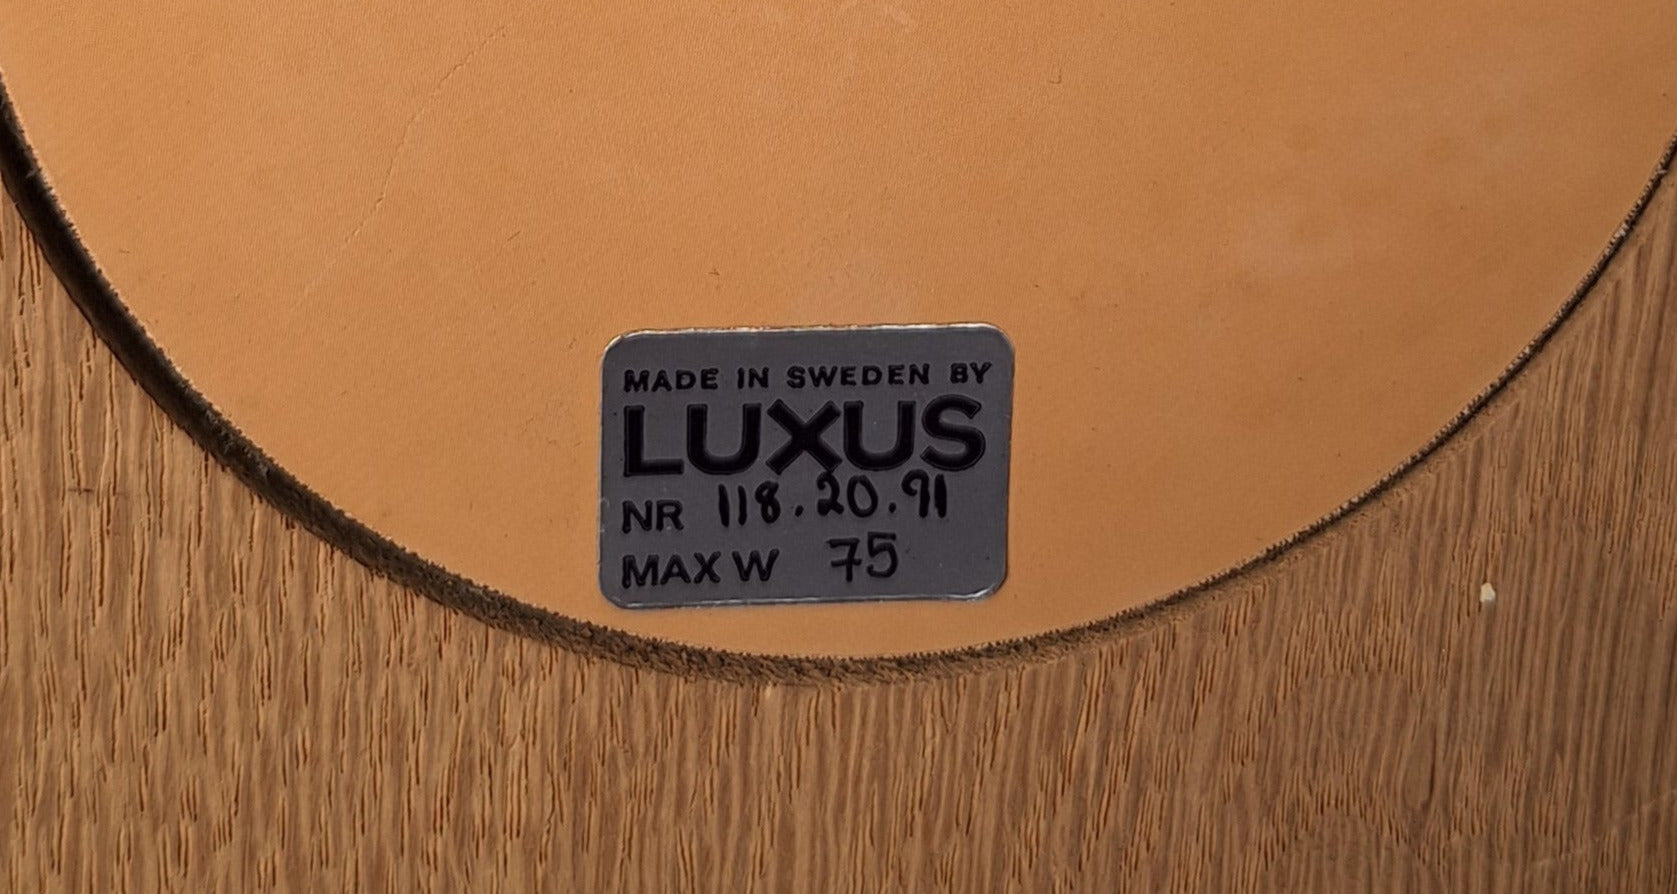 MADE IN SWEDEN BY
LUXUS
NR 118.20.91
MAX W 75